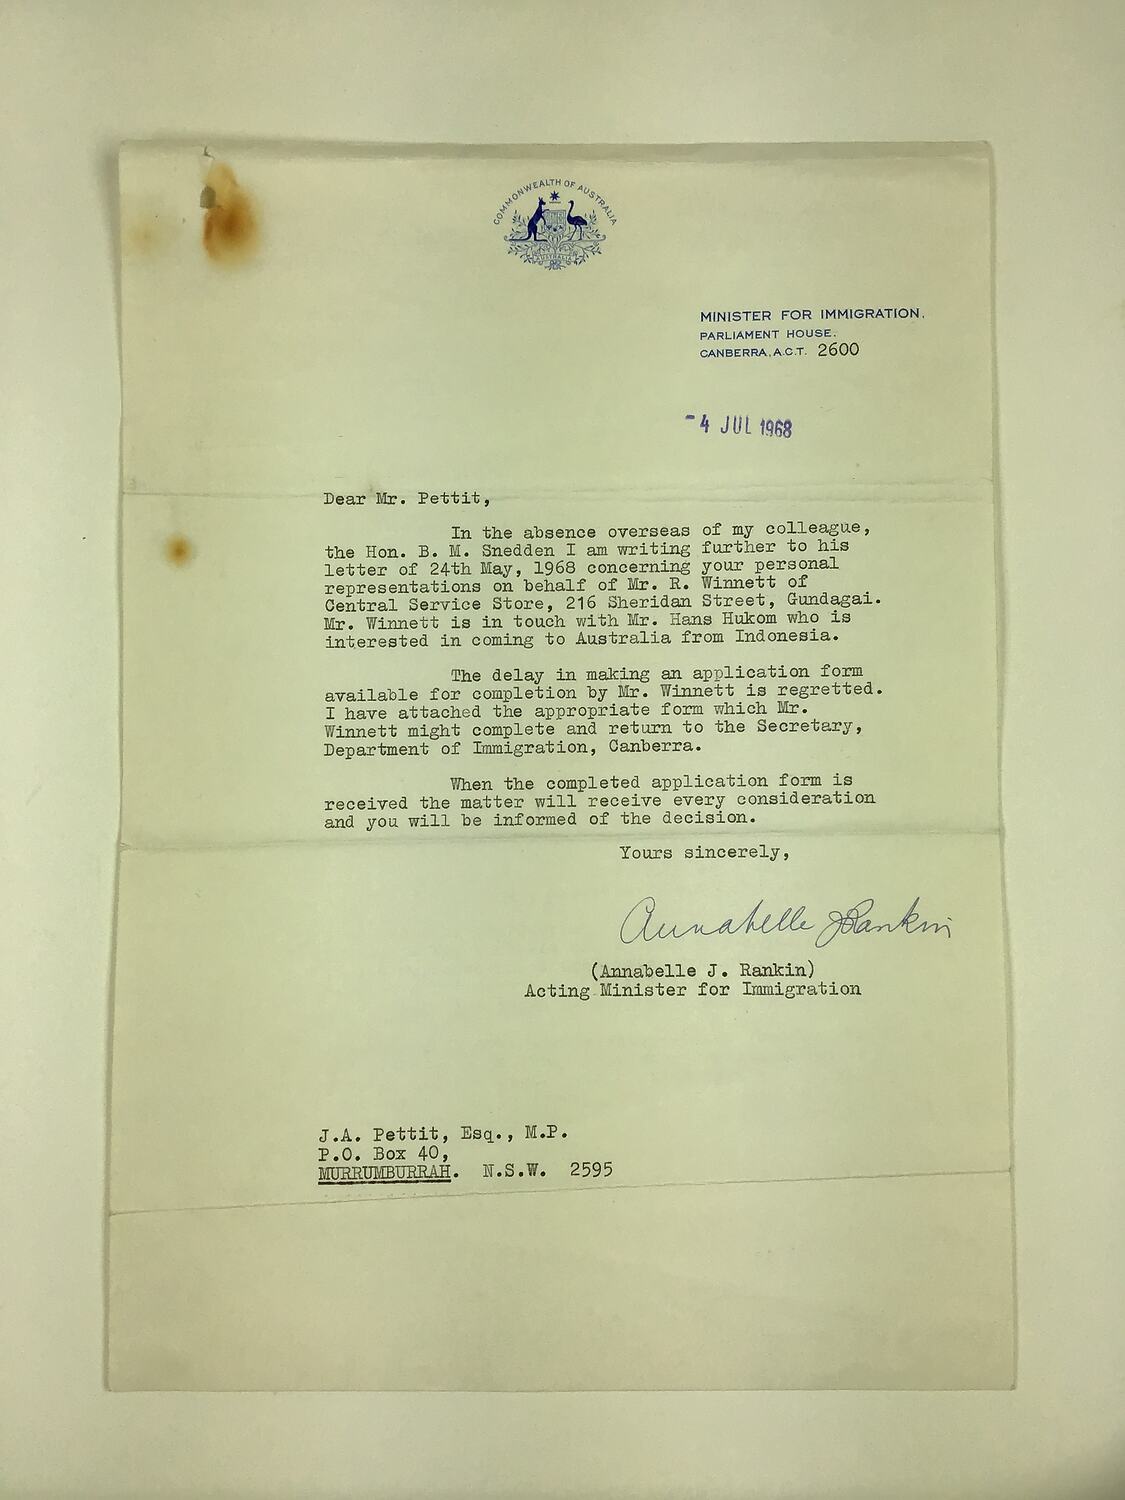 COMMONWEALTH OF AUSTRALIA
AUSTRALIA
MINISTER FOR IMMIGRATION.
PARLIAMENT HOUSE.
CANBERRA, A.C.T. 2600
-4 JUL 1968
Dear Mr. Pettit,
In the absence overseas of my colleague,
the Hon. B. M. Snedden I am writing further to his
letter of 24th May, 1968 concerning your personal
representations on behalf of Mr. R. Winnett of
Central Service Store, 216 Sheridan Street, Gundagai.
Mr. Winnett is in touch with Mr. Hans Hukom who is
interested in coming to Australia from Indonesia.
The delay in making an application form
available for completion by Mr. Winnett is regretted.
I have attached the appropriate form which Mr.
Winnett might complete and return to the Secretary,
Department of Immigration, Canberra.
When the completed application form is
received the matter will receive every consideration
and you will be informed of the decision.
Yours sincerely,
Annabelle J Rankin
(Annabelle J. Rankin)
Acting Minister for Immigration
J.A. Pettit, Esq., M.P.
P.O. Box 40,
MURRUMBURRAH. N.S.W. 2595